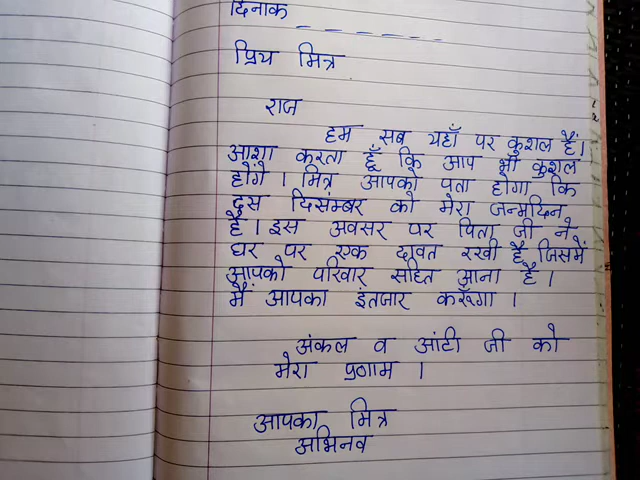 दिनाक _ _ _ _ _ _
प्रिय मित्र
राज
हम सब यहाँ पर कुशल हैं।
आशा करता हूँ कि आप भी कुशल
होंगे । मित्र आपको पता होगा कि
दस दिसंम्बर को मेरा जन्मदिन
है । इस अवसर पर पिता जी ने
घर पर एक दावत रखी है जिसमें
आपको परिवार सहित आना है ।
मैं आपका इंतजार करूँगा ।
अंकल व आंटी जी को
मेरा प्रणाम ।
आपका मित्र
अभिनव